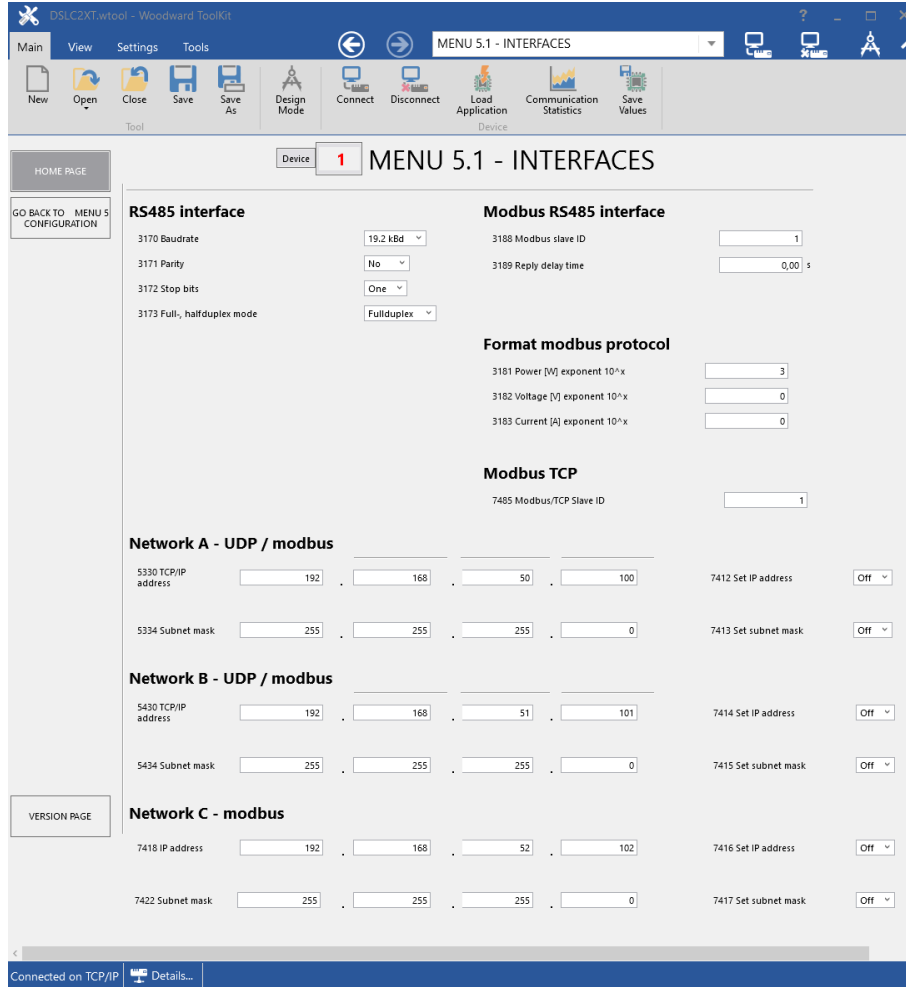 DSLC2XT.wtool - Woodward ToolKit
?
Main View Settings Tools
MENU 5.1 - INTERFACES
New
Open
Close
Save
Save As
Design Mode
Connect
Disconnect
Load Application
Communication Statistics
Save Values
Tool
Device
HOME PAGE
GO BACK TO MENU 5 CONFIGURATION
Device 1 MENU 5.1 - INTERFACES
RS485 interface
3170 Baudrate 19.2 kBd
3171 Parity No
3172 Stop bits One
3173 Full-, halfduplex mode Fullduplex
Modbus RS485 interface
3188 Modbus slave ID 1
3189 Reply delay time 0,00 s
Format modbus protocol
3181 Power [W] exponent 10^x 3
3182 Voltage [V] exponent 10^x 0
3183 Current [A] exponent 10^x 0
Modbus TCP
7485 Modbus/TCP Slave ID 1
Network A - UDP / modbus
5330 TCP/IP address 192 . 168 . 50 . 100 7412 Set IP address Off
5334 Subnet mask 255 . 255 . 255 . 0 7413 Set subnet mask Off
Network B - UDP / modbus
5430 TCP/IP address 192 . 168 . 51 . 101 7414 Set IP address Off
5434 Subnet mask 255 . 255 . 255 . 0 7415 Set subnet mask Off
VERSION PAGE
Network C - modbus
7418 IP address 192 . 168 . 52 . 102 7416 Set IP address Off
7422 Subnet mask 255 . 255 . 255 . 0 7417 Set subnet mask Off
Connected on TCP/IP Details...